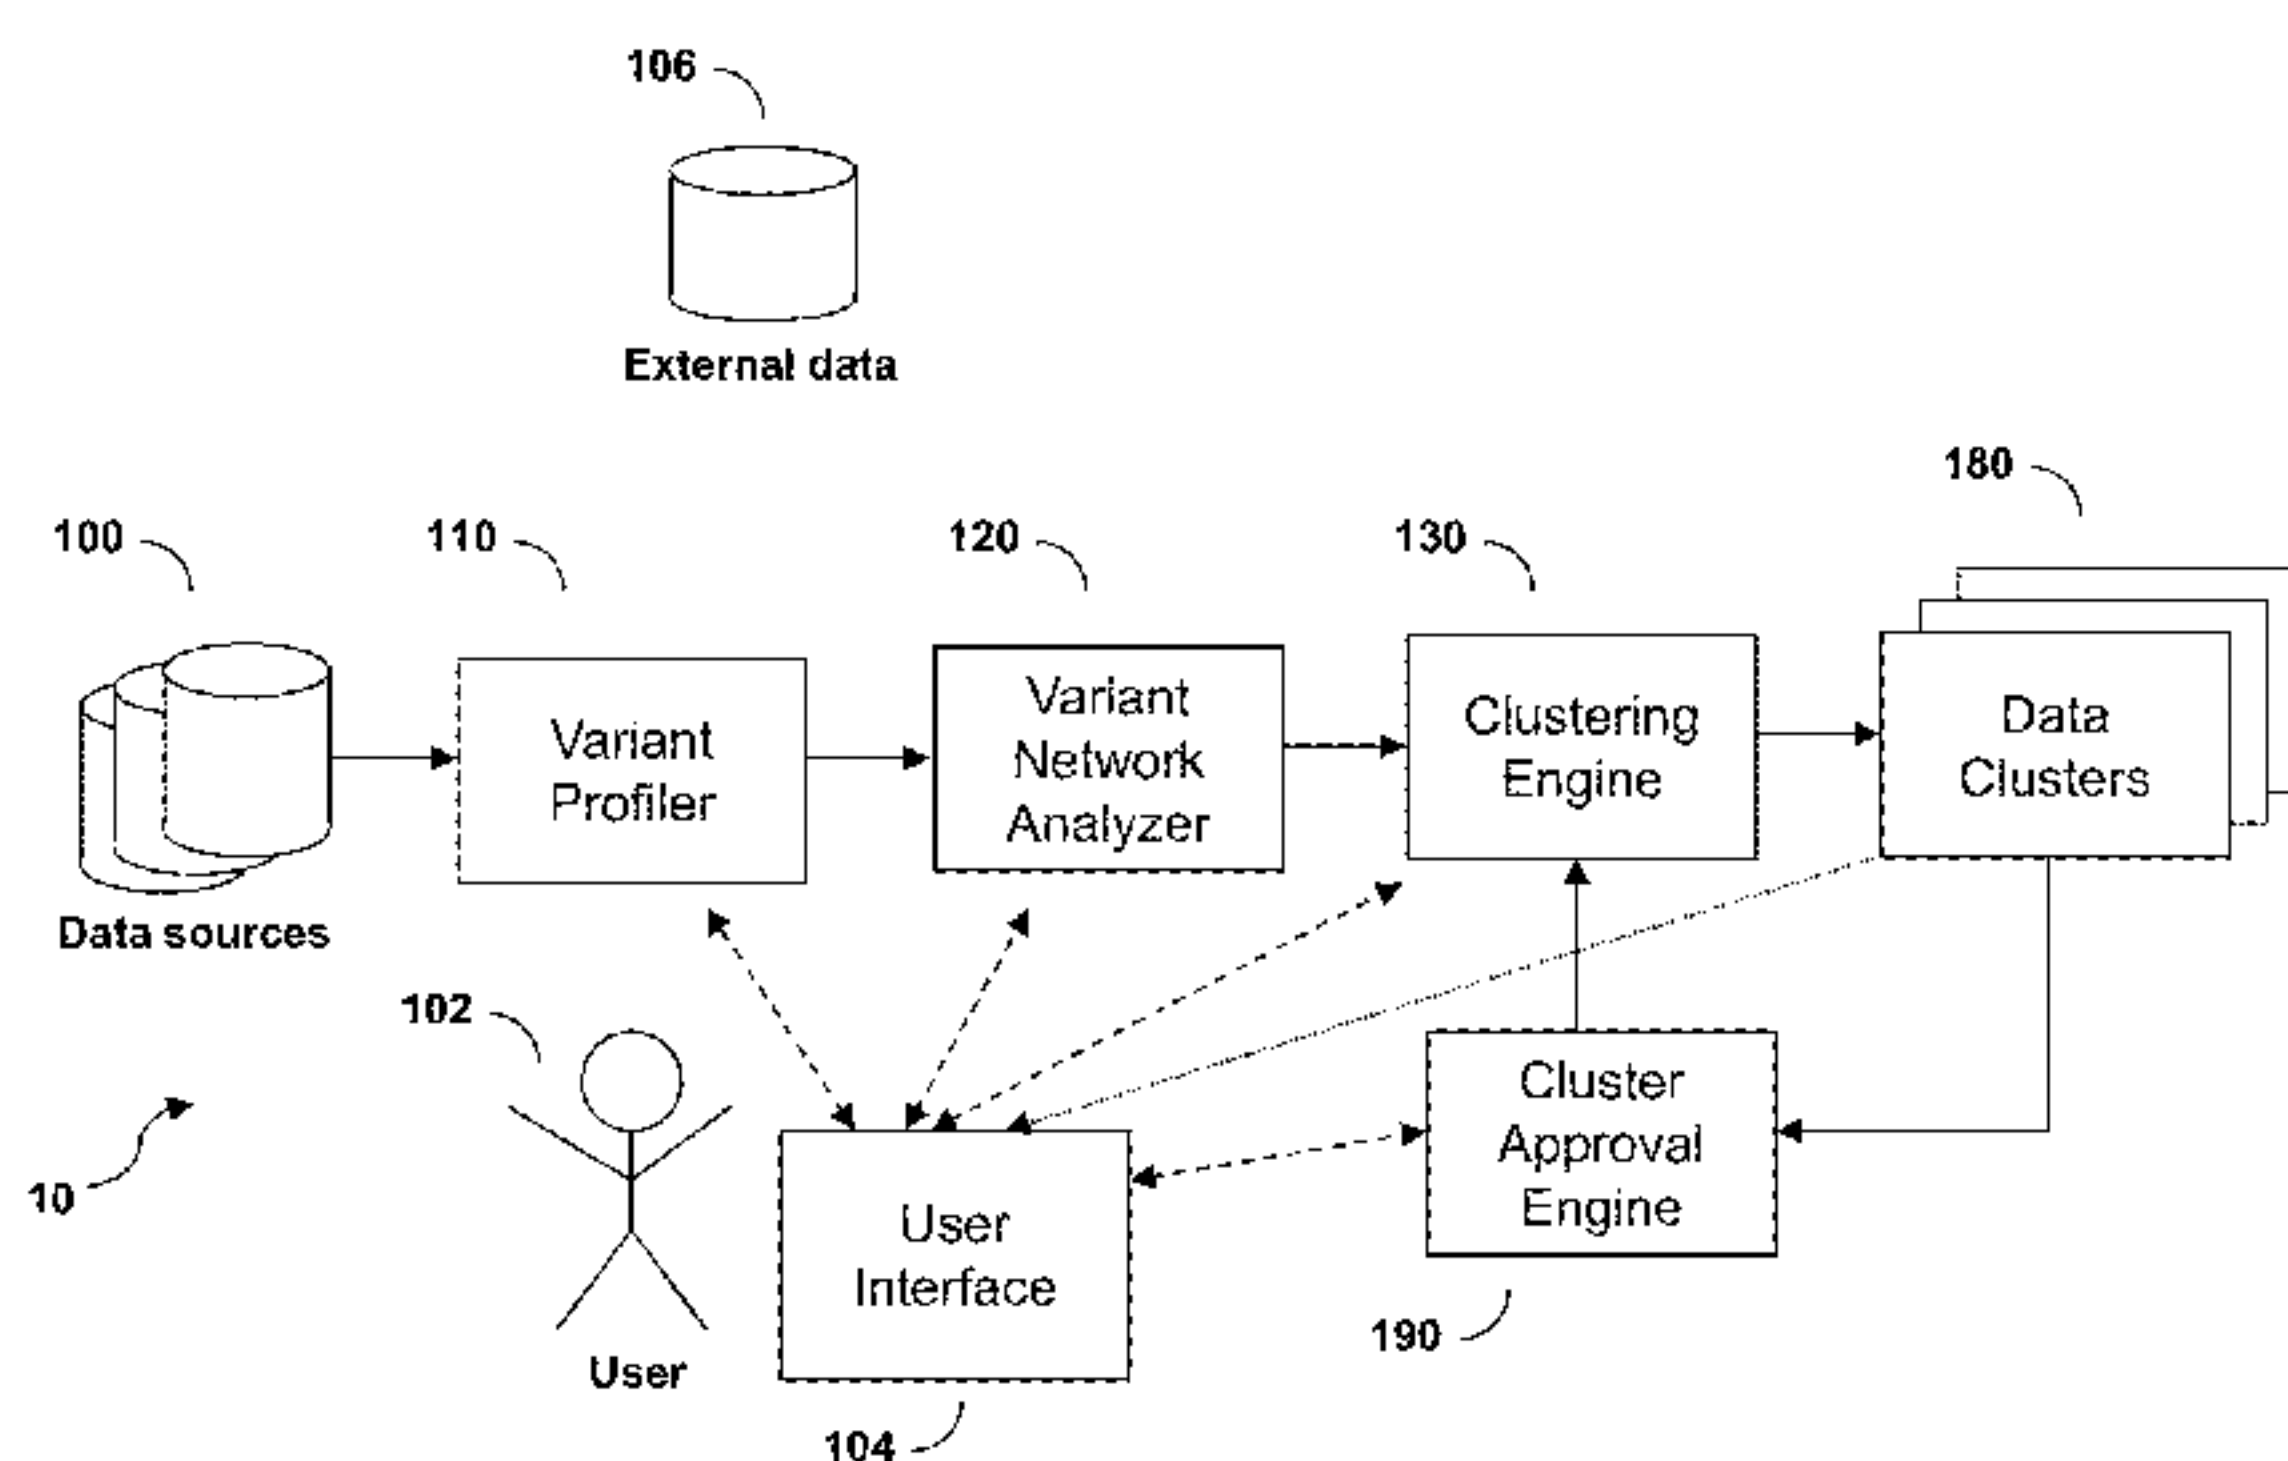 106
External data
180
100
110
120
130
Variant
Profiler
Variant
Network
Analyzer
Clustering
Engine
Data
Clusters
Data sources
102
10
User
User
Interface
104
Cluster
Approval
Engine
190